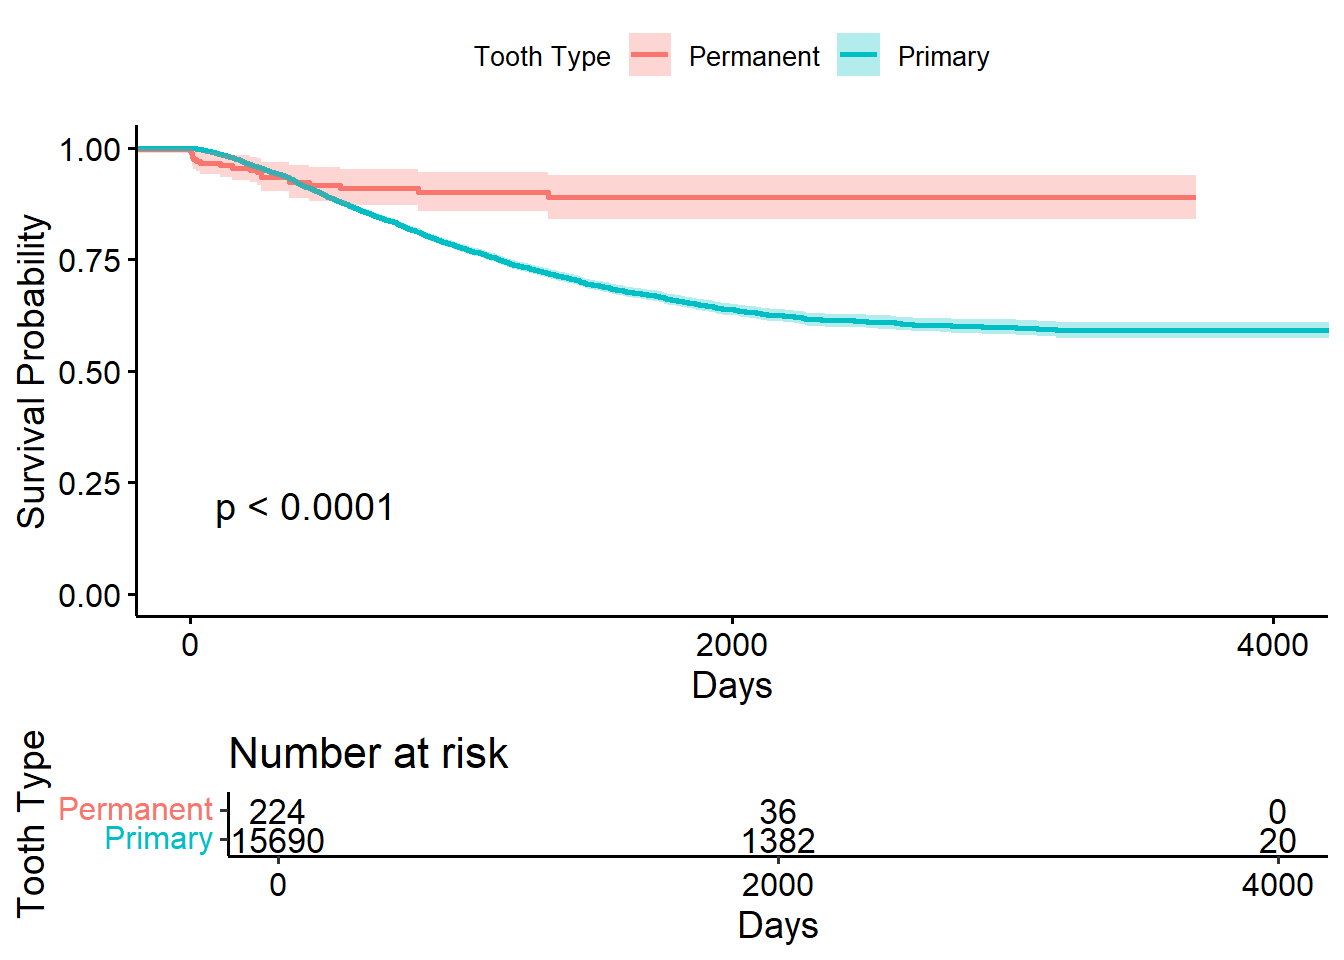 Tooth Type Permanent Primary
1.00
0.75
0.50
0.25
0.00
Survival Probability
p < 0.0001
0 2000 4000
Days
Number at risk
Tooth Type
Permanent 224 36 0
Primary 15690 1382 20
0 2000 4000
Days